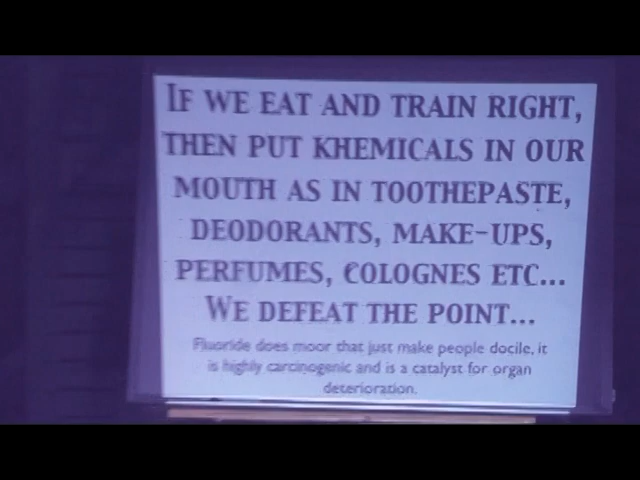 IF WE EAT AND TRAIN RIGHT,
THEN PUT KHEMICALS IN OUR
MOUTH AS IN TOOTHEPASTE,
DEODORANTS, MAKE-UPS,
PERFUMES, COLOGNES ETC...
WE DEFEAT THE POINT...
Fluoride does moor that just make people docile, it
is highly carcinogenic and is a catalyst for organ
deterioration.